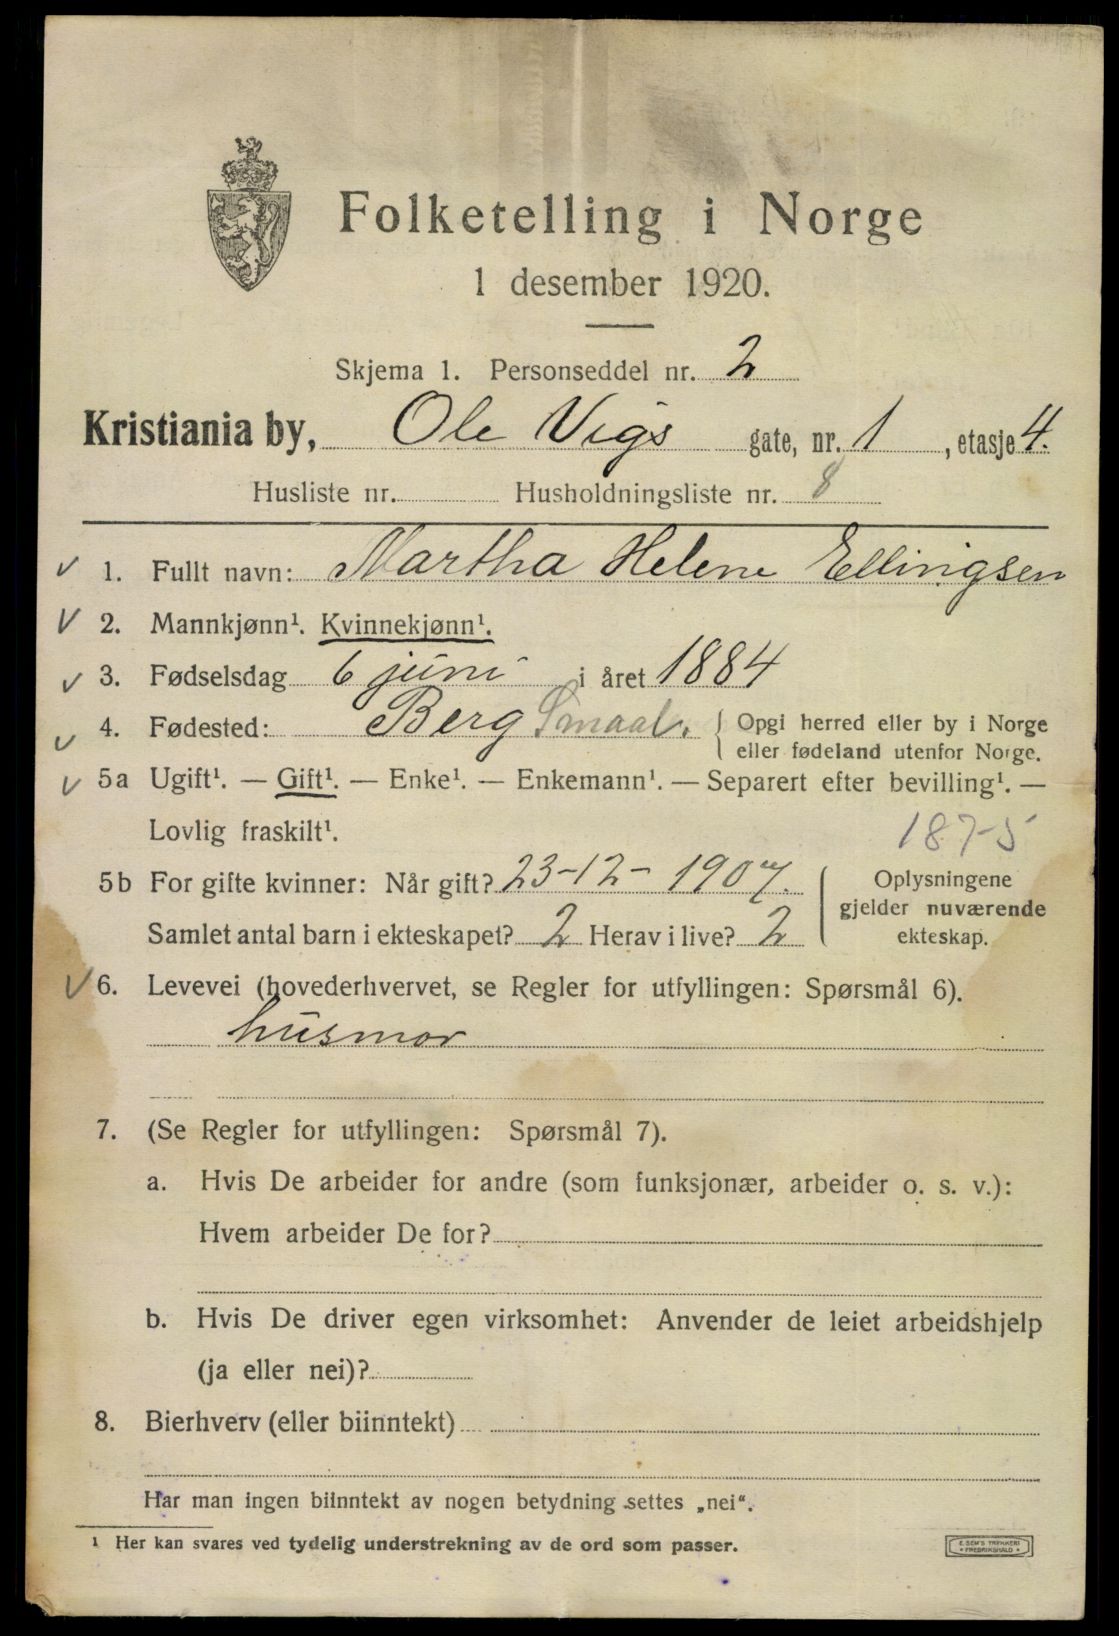 Folketelling i Norge
1 desember 1920.
Skjema 1. Personseddel nr. 2
Kristiania by, Ole Vigs gate, nr. 1, etasje 4.
Husliste nr. Husholdningsliste nr. 8
1. Fullt navn: Martha Helene Ellingsen
2. Mannkjønn¹. Kvinnekjønn¹.
3. Fødselsdag 6 juni i året 1884
4. Fødested: Berg Smaal. { Opgi herred eller by i Norge
eller fødeland utenfor Norge.
5a Ugift¹. — Gift¹. — Enke¹. — Enkemann¹. — Separert efter bevilling¹. —
Lovlig fraskilt¹.
1875
5b For gifte kvinner: Når gift? 23-12-1907. { Oplysningene
gjelder nuværende
Samlet antal barn i ekteskapet? 2 Herav i live? 2
ekteskap.
6. Levevei (hovederhvervet, se Regler for utfyllingen: Spørsmål 6).
husmor
7. (Se Regler for utfyllingen: Spørsmål 7).
a. Hvis De arbeider for andre (som funksjonær, arbeider o. s. v.):
Hvem arbeider De for?
b. Hvis De driver egen virksomhet: Anvender de leiet arbeidshjelp
(ja eller nei)?
8. Bierhverv (eller biinntekt)
Har man ingen biinntekt av nogen betydning settes „nei“.
¹ Her kan svares ved tydelig understrekning av de ord som passer.
E. SEM'S TRYKKERI
* FREDRIKSHALD *